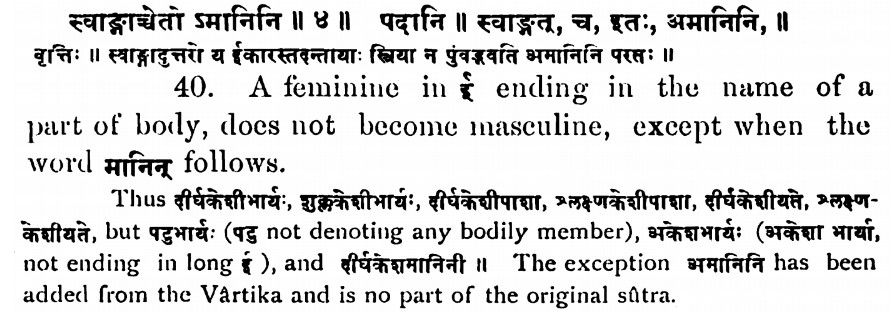 स्वाङ्गाच्चेतो ऽमानिनि ॥ ४ ॥ पदानि ॥ स्वाङ्गत्, च, इतः, अमानिनि, ॥
वृत्तिः ॥ स्वाङ्गादुत्तरो य ईकारस्तदन्तायाः स्त्रिया न पुंवद्भवति अमानिनि परतः ॥
40. A feminine in ई ending in the name of a
part of body, does not become masculine, except when the
word मानिन् follows.
Thus दीर्घकेशीभार्यः, शुक्लकेशीभार्यः, दीर्घकेशीपाशा, श्लक्ष्णकेशीपाशा, दीर्घकेशीयते, श्लक्ष्ण-
केशीयते, but पटुभार्यः (पटु not denoting any bodily member), अकेशभार्यः (अकेशा भार्या,
not ending in long ई ), and दीर्घकेशमानिनी ॥ The exception अमानिनि has been
added from the Vârtika and is no part of the original sûtra.